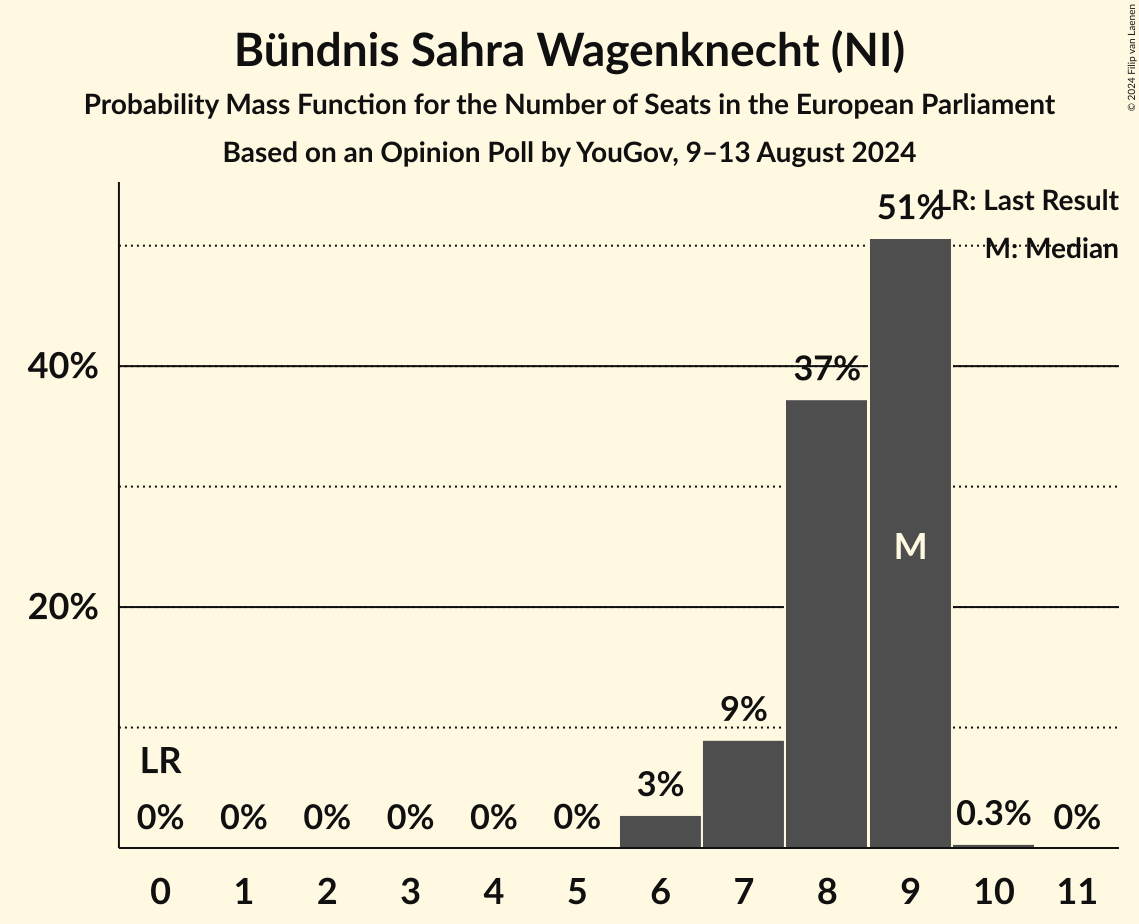 Bündnis Sahra Wagenknecht (NI)
Probability Mass Function for the Number of Seats in the European Parliament
Based on an Opinion Poll by YouGov, 9–13 August 2024
© 2024 Filip van Laenen
LR: Last Result
M: Median
51%
40%
37%
M
20%
9%
LR
3%
0% 0% 0% 0% 0% 0% 0.3% 0%
0 1 2 3 4 5 6 7 8 9 10 11